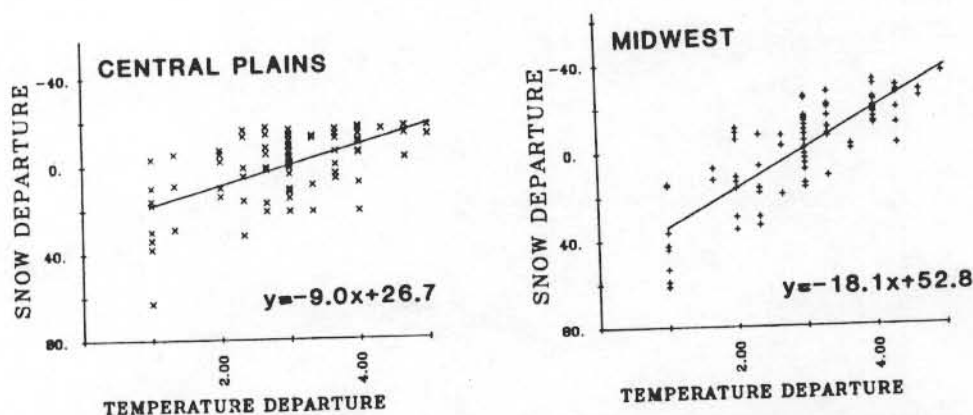 CENTRAL PLAINS
SNOW DEPARTURE
-40.
0.
40.
80.
y=-9.0x+26.7
2.00
4.00
TEMPERATURE DEPARTURE
MIDWEST
SNOW DEPARTURE
-40.
0.
40.
80.
y=-18.1x+52.8
2.00
4.00
TEMPERATURE DEPARTURE